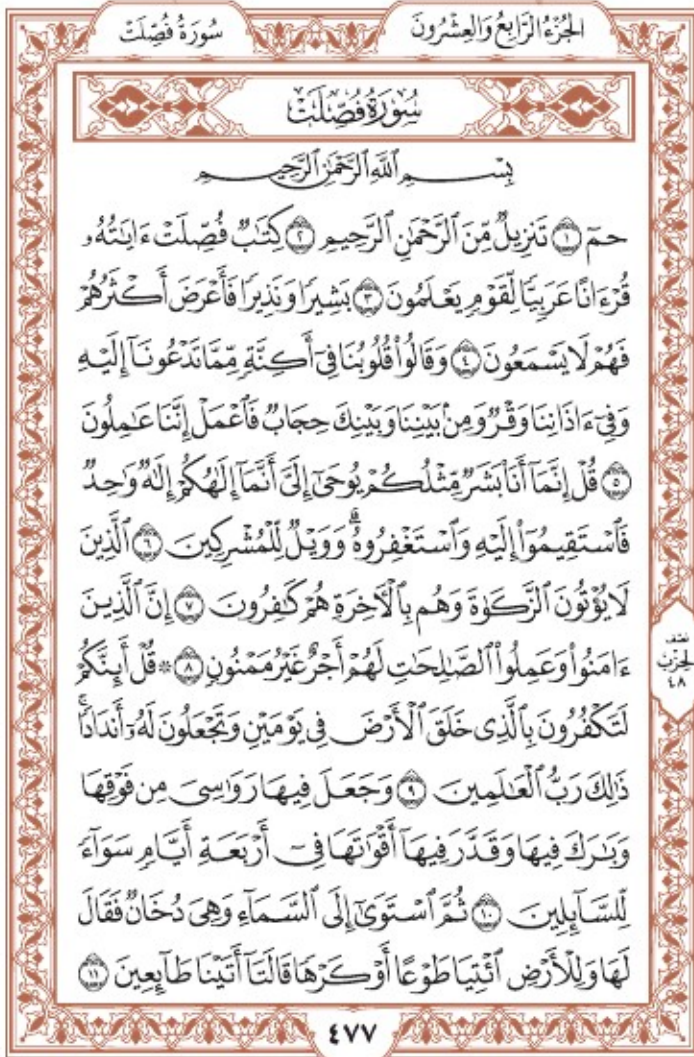 سُورَةُ فُصِّلَتْ
الجُزْءُ الرَّابِعُ وَالعِشْرُونَ
سُورَةُ فُصِّلَتْ
بِسْمِ ٱللَّهِ ٱلرَّحْمَٰنِ ٱلرَّحِيمِ
حمٓ ١ تَنزِيلٌ مِّنَ ٱلرَّحْمَٰنِ ٱلرَّحِيمِ ٢ كِتَٰبٌ فُصِّلَتْ ءَايَٰتُهُۥ
قُرْءَانًا عَرَبِيًّا لِّقَوْمٍ يَعْلَمُونَ ٣ بَشِيرًا وَنَذِيرًا فَأَعْرَضَ أَكْثَرُهُمْ
فَهُمْ لَا يَسْمَعُونَ ٤ وَقَالُوا۟ قُلُوبُنَا فِىٓ أَكِنَّةٍ مِّمَّا تَدْعُونَآ إِلَيْهِ
وَفِىٓ ءَاذَانِنَا وَقْرٌ وَمِنۢ بَيْنِنَا وَبَيْنِكَ حِجَابٌ فَٱعْمَلْ إِنَّنَا عَٰمِلُونَ
٥ قُلْ إِنَّمَآ أَنَا۠ بَشَرٌ مِّثْلُكُمْ يُوحَىٰٓ إِلَىَّ أَنَّمَآ إِلَٰهُكُمْ إِلَٰهٌ وَٰحِدٌ
فَٱسْتَقِيمُوٓا۟ إِلَيْهِ وَٱسْتَغْفِرُوهُ ۗ وَوَيْلٌ لِّلْمُشْرِكِينَ ٦ ٱلَّذِينَ
لَا يُؤْتُونَ ٱلزَّكَوٰةَ وَهُم بِٱلْءَاخِرَةِ هُمْ كَٰفِرُونَ ٧ إِنَّ ٱلَّذِينَ
ءَامَنُوا۟ وَعَمِلُوا۟ ٱلصَّٰلِحَٰتِ لَهُمْ أَجْرٌ غَيْرُ مَمْنُونٍ ٨ ۞ قُلْ أَئِنَّكُمْ
لَتَكْفُرُونَ بِٱلَّذِى خَلَقَ ٱلْأَرْضَ فِى يَوْمَيْنِ وَتَجْعَلُونَ لَهُۥٓ أَندَادًا ۚ
ذَٰلِكَ رَبُّ ٱلْعَٰلَمِينَ ٩ وَجَعَلَ فِيهَا رَوَٰسِىَ مِن فَوْقِهَا
وَبَٰرَكَ فِيهَا وَقَدَّرَ فِيهَآ أَقْوَٰتَهَا فِىٓ أَرْبَعَةِ أَيَّامٍ سَوَآءً
لِّلسَّآئِلِينَ ١٠ ثُمَّ ٱسْتَوَىٰٓ إِلَى ٱلسَّمَآءِ وَهِىَ دُخَانٌ فَقَالَ
لَهَا وَلِلْأَرْضِ ٱئْتِيَا طَوْعًا أَوْ كَرْهًا قَالَتَآ أَتَيْنَا طَآئِعِينَ ١١
نصف
الحزب
٤٨
٤٧٧